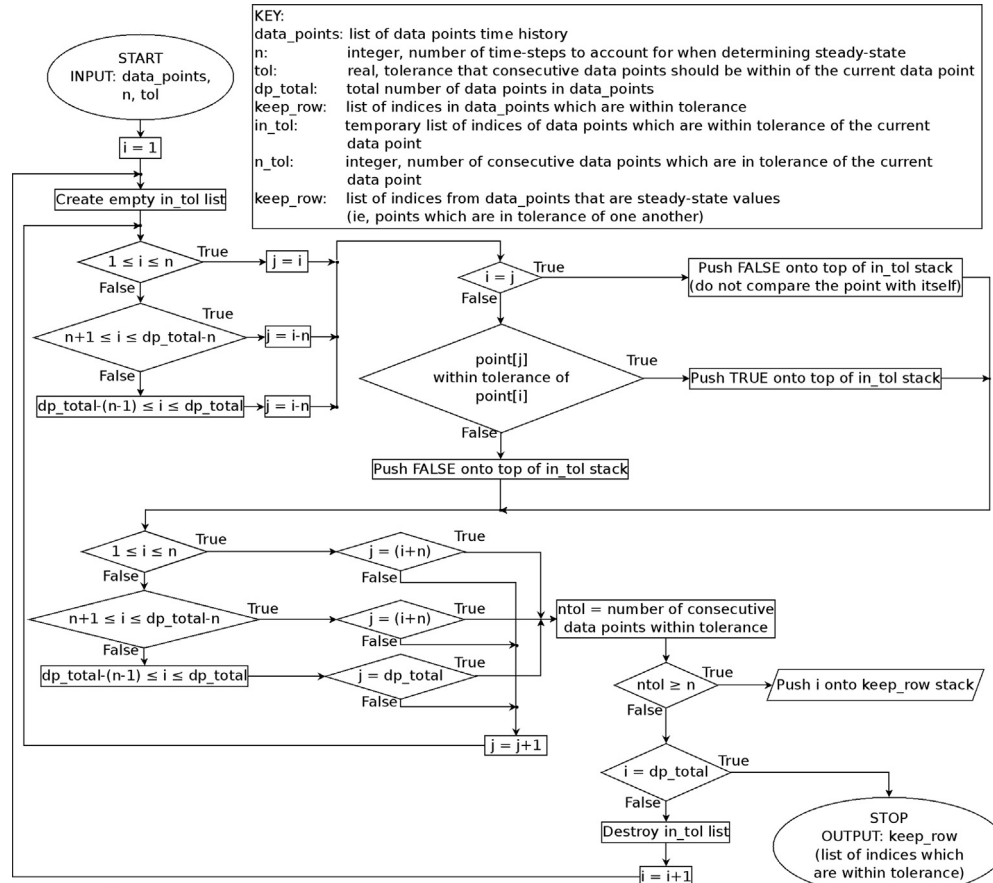 KEY:
data_points: list of data points time history
n: integer, number of time-steps to account for when determining steady-state
tol: real, tolerance that consecutive data points should be within of the current data point
dp_total: total number of data points in data_points
keep_row: list of indices in data_points which are within tolerance
in_tol: temporary list of indices of data points which are within tolerance of the current
data point
n_tol: integer, number of consecutive data points which are in tolerance of the current
data point
keep_row: list of indices from data_points that are steady-state values
(ie, points which are in tolerance of one another)
START
INPUT: data_points,
n, tol
i = 1
Create empty in_tol list
1 ≤ i ≤ n
True
j = i
False
n+1 ≤ i ≤ dp_total-n
True
j = i-n
False
dp_total-(n-1) ≤ i ≤ dp_total
j = i-n
i = j
True
Push FALSE onto top of in_tol stack
(do not compare the point with itself)
False
point[j]
within tolerance of
point[i]
True
Push TRUE onto top of in_tol stack
False
Push FALSE onto top of in_tol stack
1 ≤ i ≤ n
True
j = (i+n)
True
False
False
n+1 ≤ i ≤ dp_total-n
True
j = (i+n)
True
False
False
dp_total-(n-1) ≤ i ≤ dp_total
j = dp_total
True
False
j = j+1
ntol = number of consecutive
data points within tolerance
ntol ≥ n
True
Push i onto keep_row stack
False
i = dp_total
True
False
Destroy in_tol list
i = i+1
STOP
OUTPUT: keep_row
(list of indices which
are within tolerance)